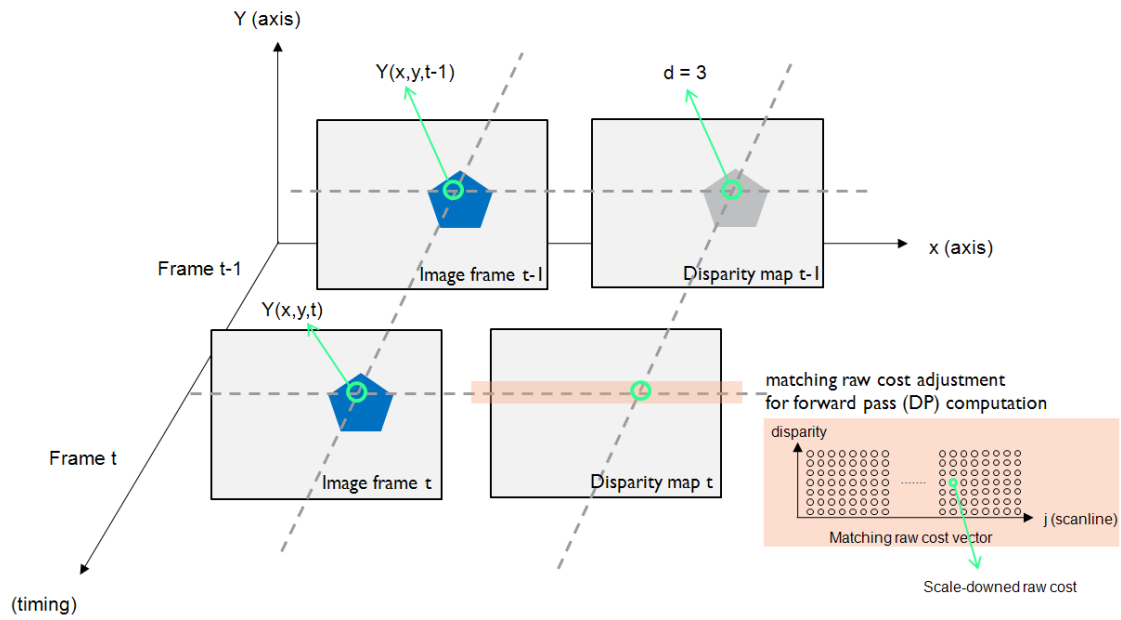 Y (axis)
Y(x,y,t-1)
d = 3
x (axis)
Frame t-1
Image frame t-1
Disparity map t-1
Y(x,y,t)
matching raw cost adjustment
for forward pass (DP) computation
disparity
Frame t
.......
Image frame t
Disparity map t
j (scanline)
Matching raw cost vector
Scale-downed raw cost
(timing)